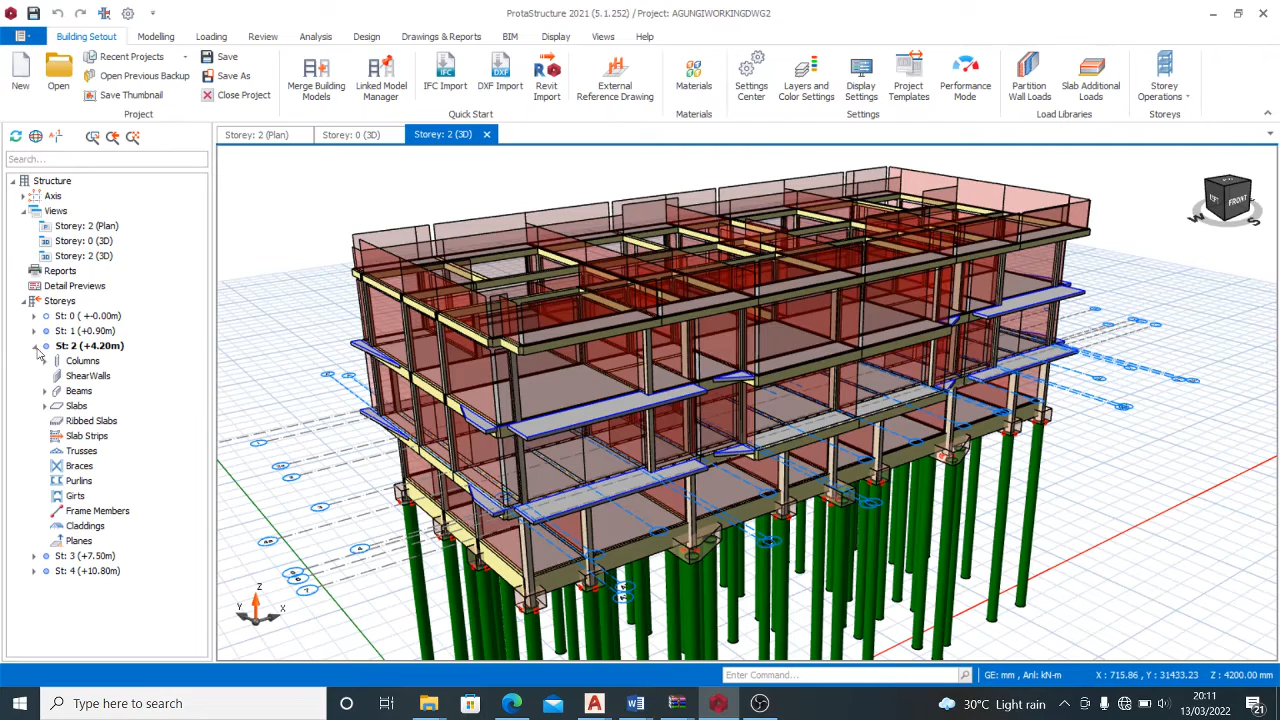 ProtaStructure 2021 (5.1.252) / Project: AGUNGIWORKINGDWG2
Building Setout Modelling Loading Review Analysis Design Drawings & Reports BIM Display Views Help
New
Open
Recent Projects
Open Previous Backup
Save Thumbnail
Save
Save As
Close Project
Project
Merge Building Models
Linked Model Manager
IFC Import
DXF Import
Revit Import
External Reference Drawing
Quick Start
Materials
Materials
Settings Center
Layers and Color Settings
Display Settings
Project Templates
Performance Mode
Settings
Partition Wall Loads
Slab Additional Loads
Load Libraries
Storey Operations
Storeys
Storey: 2 (Plan)
Storey: 0 (3D)
Storey: 2 (3D)
Search...
Structure
Axis
Views
Storey: 2 (Plan)
Storey: 0 (3D)
Storey: 2 (3D)
Reports
Detail Previews
Storeys
St: 0 ( +-0.00m)
St: 1 (+0.90m)
St: 2 (+4.20m)
Columns
ShearWalls
Beams
Slabs
Ribbed Slabs
Slab Strips
Trusses
Braces
Purlins
Girts
Frame Members
Claddings
Planes
St: 3 (+7.50m)
St: 4 (+10.80m)
FRONT
W
S
Z
Y
X
Enter Command...
GE: mm , Anl: kN-m
X : 715.86 , Y : 31433.23
Z : 4200.00 mm
Type here to search
30°C Light rain
20:11
13/03/2022
21